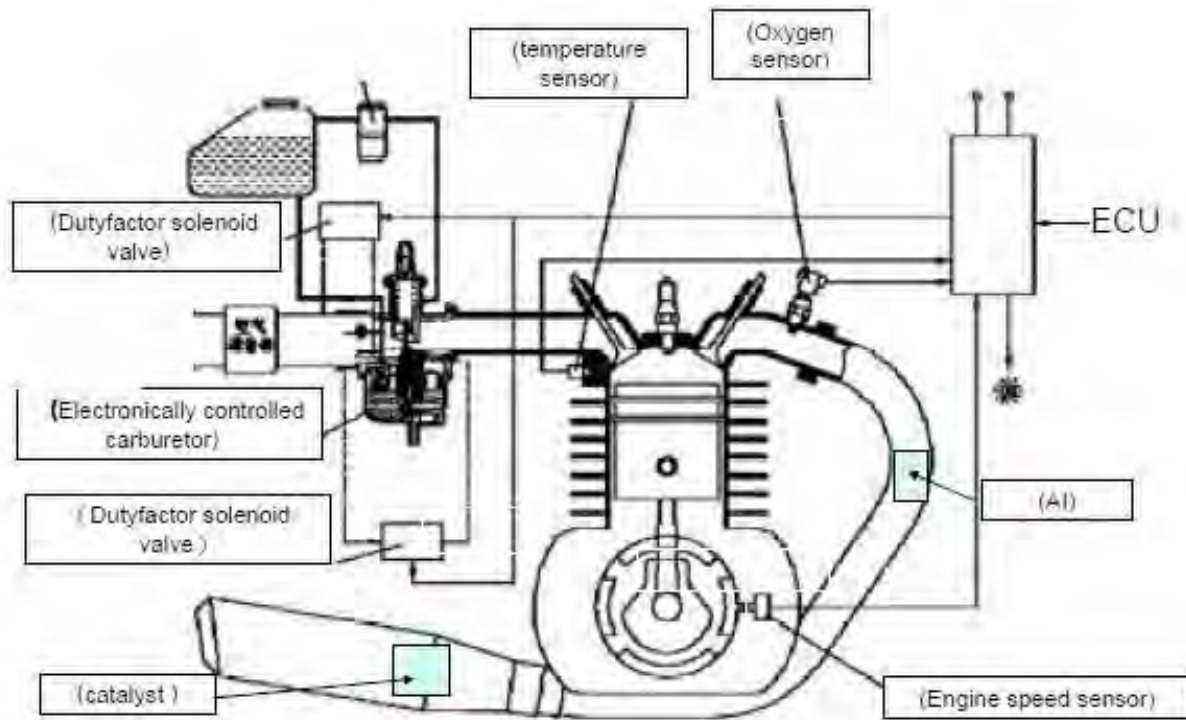 (temperature
sensor)
(Oxygen
sensor)
(Dutyfactor solenoid
valve)
ECU
(Electronically controlled
carburetor)
(AI)
( Dutyfactor solenoid
valve )
(catalyst )
(Engine speed sensor)